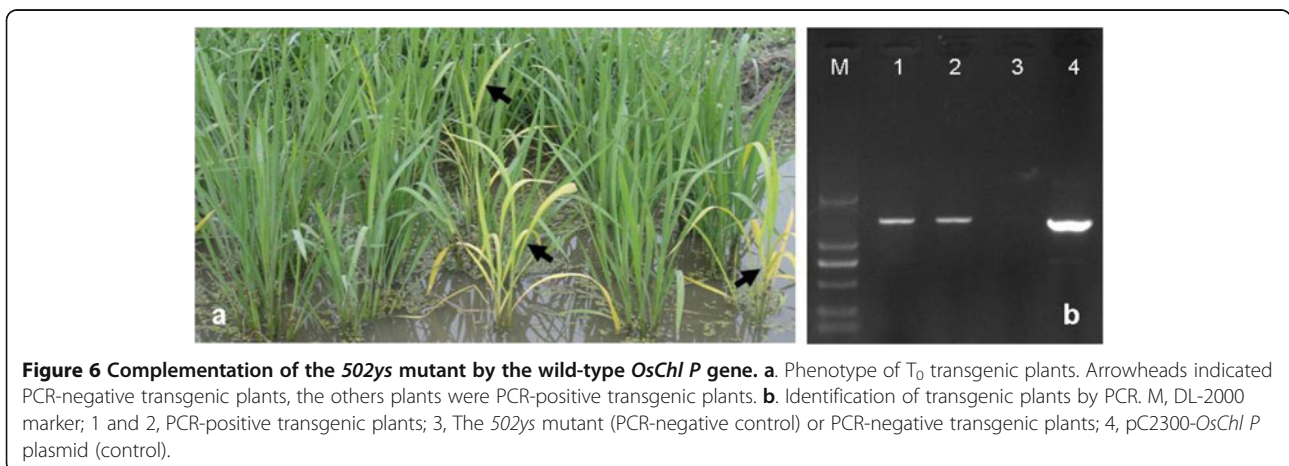 M 1 2 3 4
a b
Figure 6 Complementation of the 502ys mutant by the wild-type OsChl P gene. a. Phenotype of T0 transgenic plants. Arrowheads indicated
PCR-negative transgenic plants, the others plants were PCR-positive transgenic plants. b. Identification of transgenic plants by PCR. M, DL-2000
marker; 1 and 2, PCR-positive transgenic plants; 3, The 502ys mutant (PCR-negative control) or PCR-negative transgenic plants; 4, pC2300-OsChl P
plasmid (control).